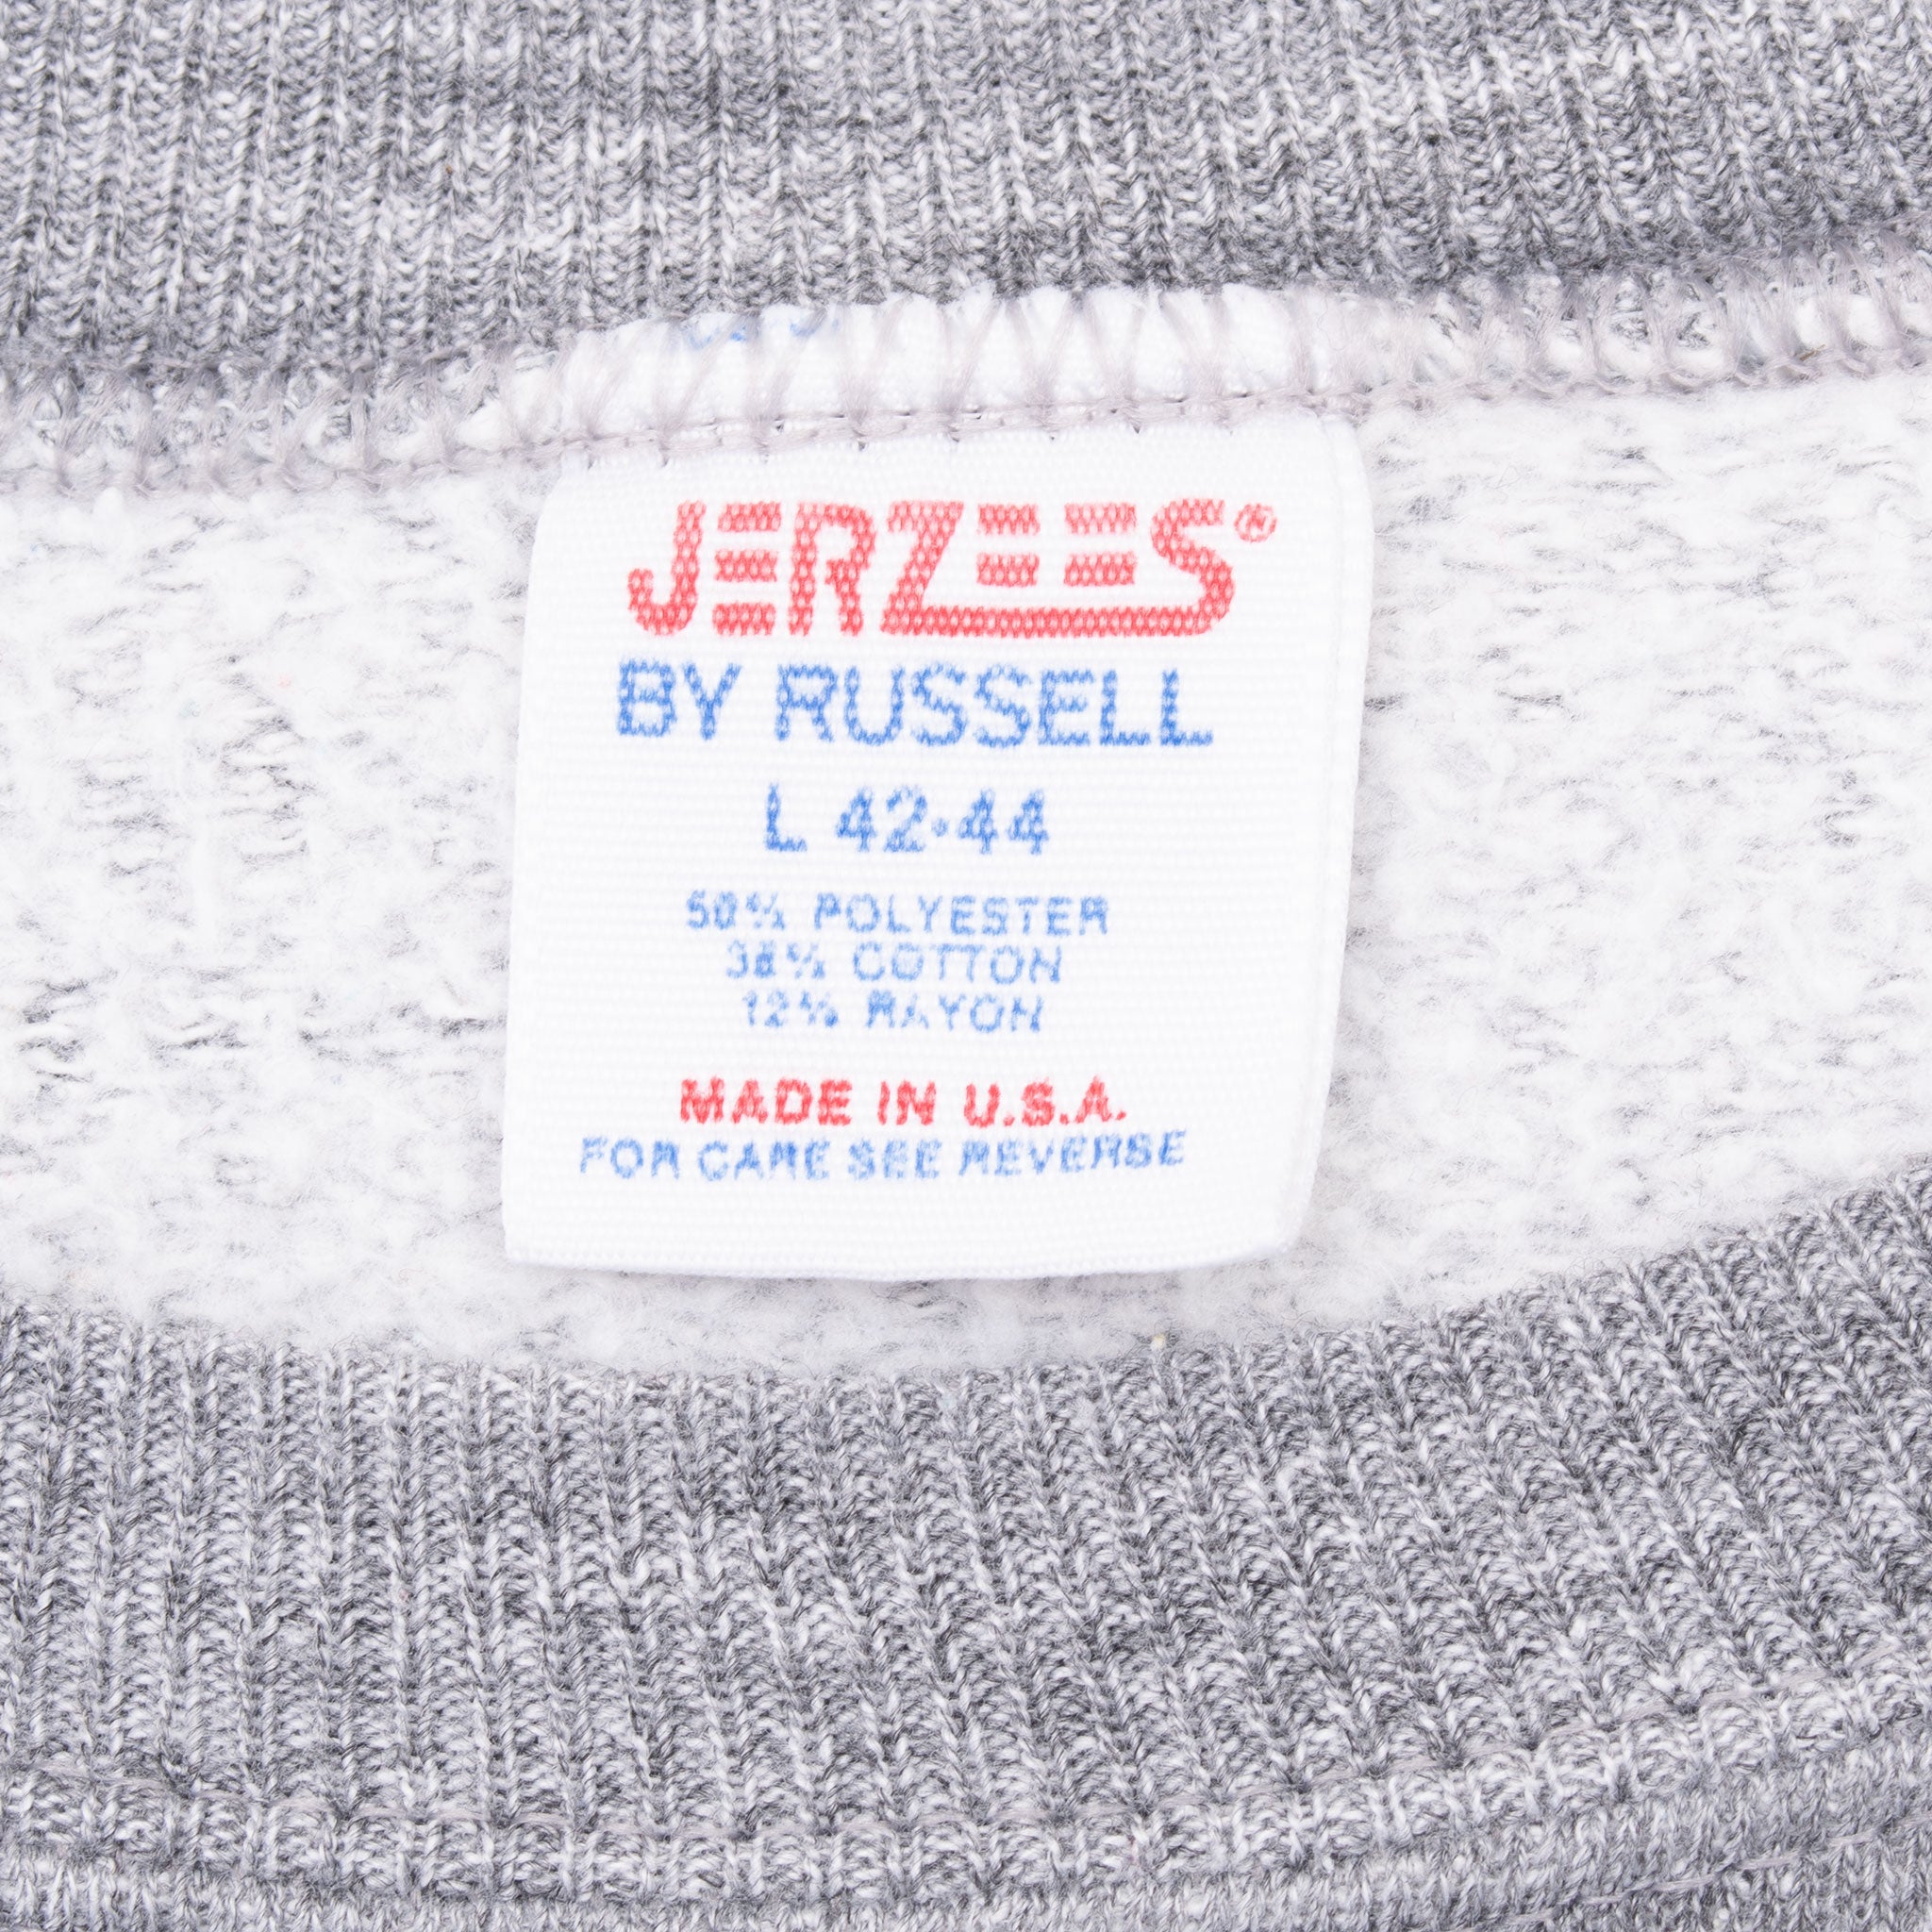 JERZEES®
BY RUSSELL
L 42-44
50% POLYESTER
38% COTTON
12% RAYON
MADE IN U.S.A.
FOR CARE SEE REVERSE